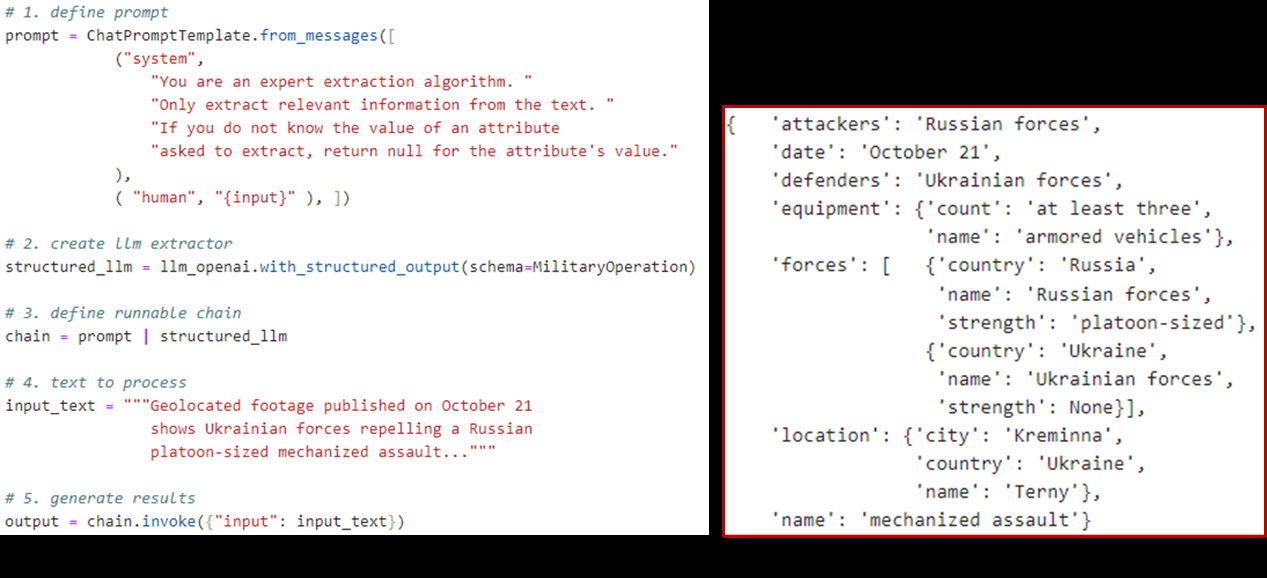 # 1. define prompt
prompt = ChatPromptTemplate.from_messages([
("system",
"You are an expert extraction algorithm. "
"Only extract relevant information from the text. "
"If you do not know the value of an attribute
"asked to extract, return null for the attribute's value."
),
( "human", "{input}" ), ])
# 2. create llm extractor
structured_llm = llm_openai.with_structured_output(schema=MilitaryOperation)
# 3. define runnable chain
chain = prompt | structured_llm
# 4. text to process
input_text = """Geolocated footage published on October 21
shows Ukrainian forces repelling a Russian
platoon-sized mechanized assault..."""
# 5. generate results
output = chain.invoke({"input": input_text})
{ 'attackers': 'Russian forces',
'date': 'October 21',
'defenders': 'Ukrainian forces',
'equipment': {'count': 'at least three',
'name': 'armored vehicles'},
'forces': [ {'country': 'Russia',
'name': 'Russian forces',
'strength': 'platoon-sized'},
{'country': 'Ukraine',
'name': 'Ukrainian forces',
'strength': None}],
'location': {'city': 'Kreminna',
'country': 'Ukraine',
'name': 'Terny'},
'name': 'mechanized assault'}